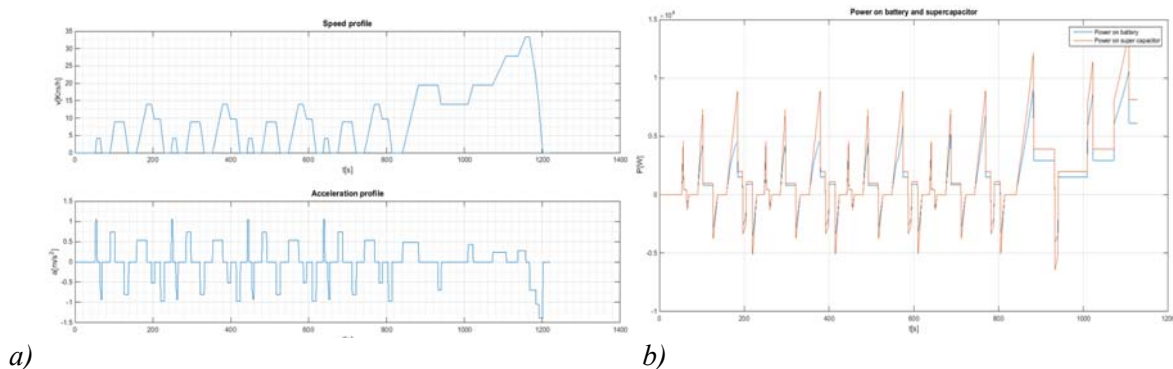 Speed profile
v[Km/h]
35
30
25
20
15
10
5
0
0 200 400 600 800 1000 1200 1400
t[s]
Acceleration profile
a[m/s²]
1.5
1
0.5
0
-0.5
-1
-1.5
0 200 400 600 800 1000 1200 1400
a)
Power on battery and supercapacitor
Power on battery
Power on super capacitor
P[W]
1.5
1
0.5
0
-0.5
-1
0 200 400 600 800 1000 1200
t[s]
b)